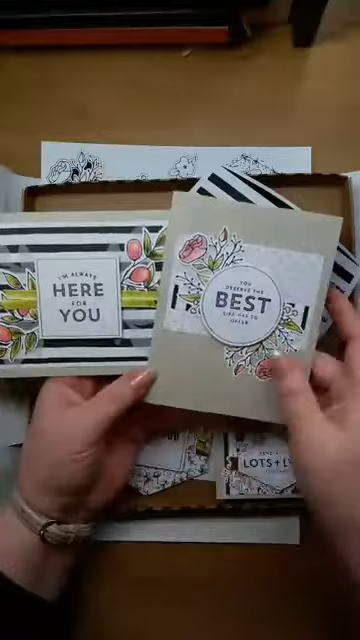 I'M ALWAYS
HERE
FOR
YOU
YOU
DESERVE THE
BEST
LIFE HAS TO
OFFER
LOTS + L